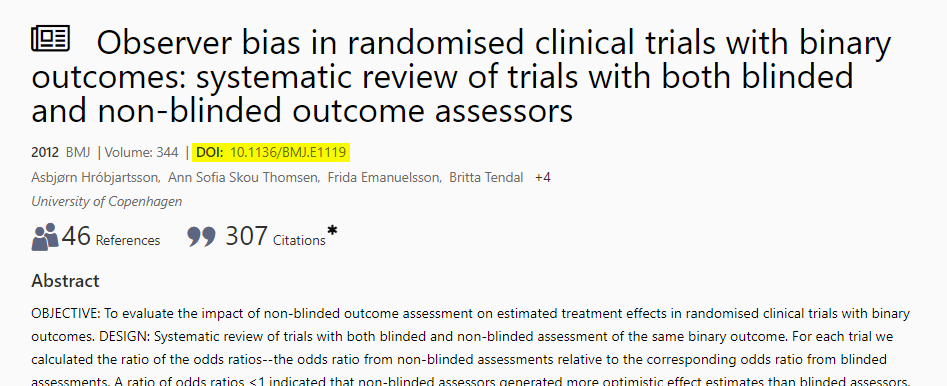 Observer bias in randomised clinical trials with binary
outcomes: systematic review of trials with both blinded
and non-blinded outcome assessors
2012 BMJ | Volume: 344 | DOI: 10.1136/BMJ.E1119
Asbjørn Hróbjartsson, Ann Sofia Skou Thomsen, Frida Emanuelsson, Britta Tendal +4
University of Copenhagen
46 References 307 Citations*
Abstract
OBJECTIVE: To evaluate the impact of non-blinded outcome assessment on estimated treatment effects in randomised clinical trials with binary
outcomes. DESIGN: Systematic review of trials with both blinded and non-blinded assessment of the same binary outcome. For each trial we
calculated the ratio of the odds ratios--the odds ratio from non-blinded assessments relative to the corresponding odds ratio from blinded
assessments. A ratio of odds ratios <1 indicated that non-blinded assessors generated more optimistic effect estimates than blinded assessors.